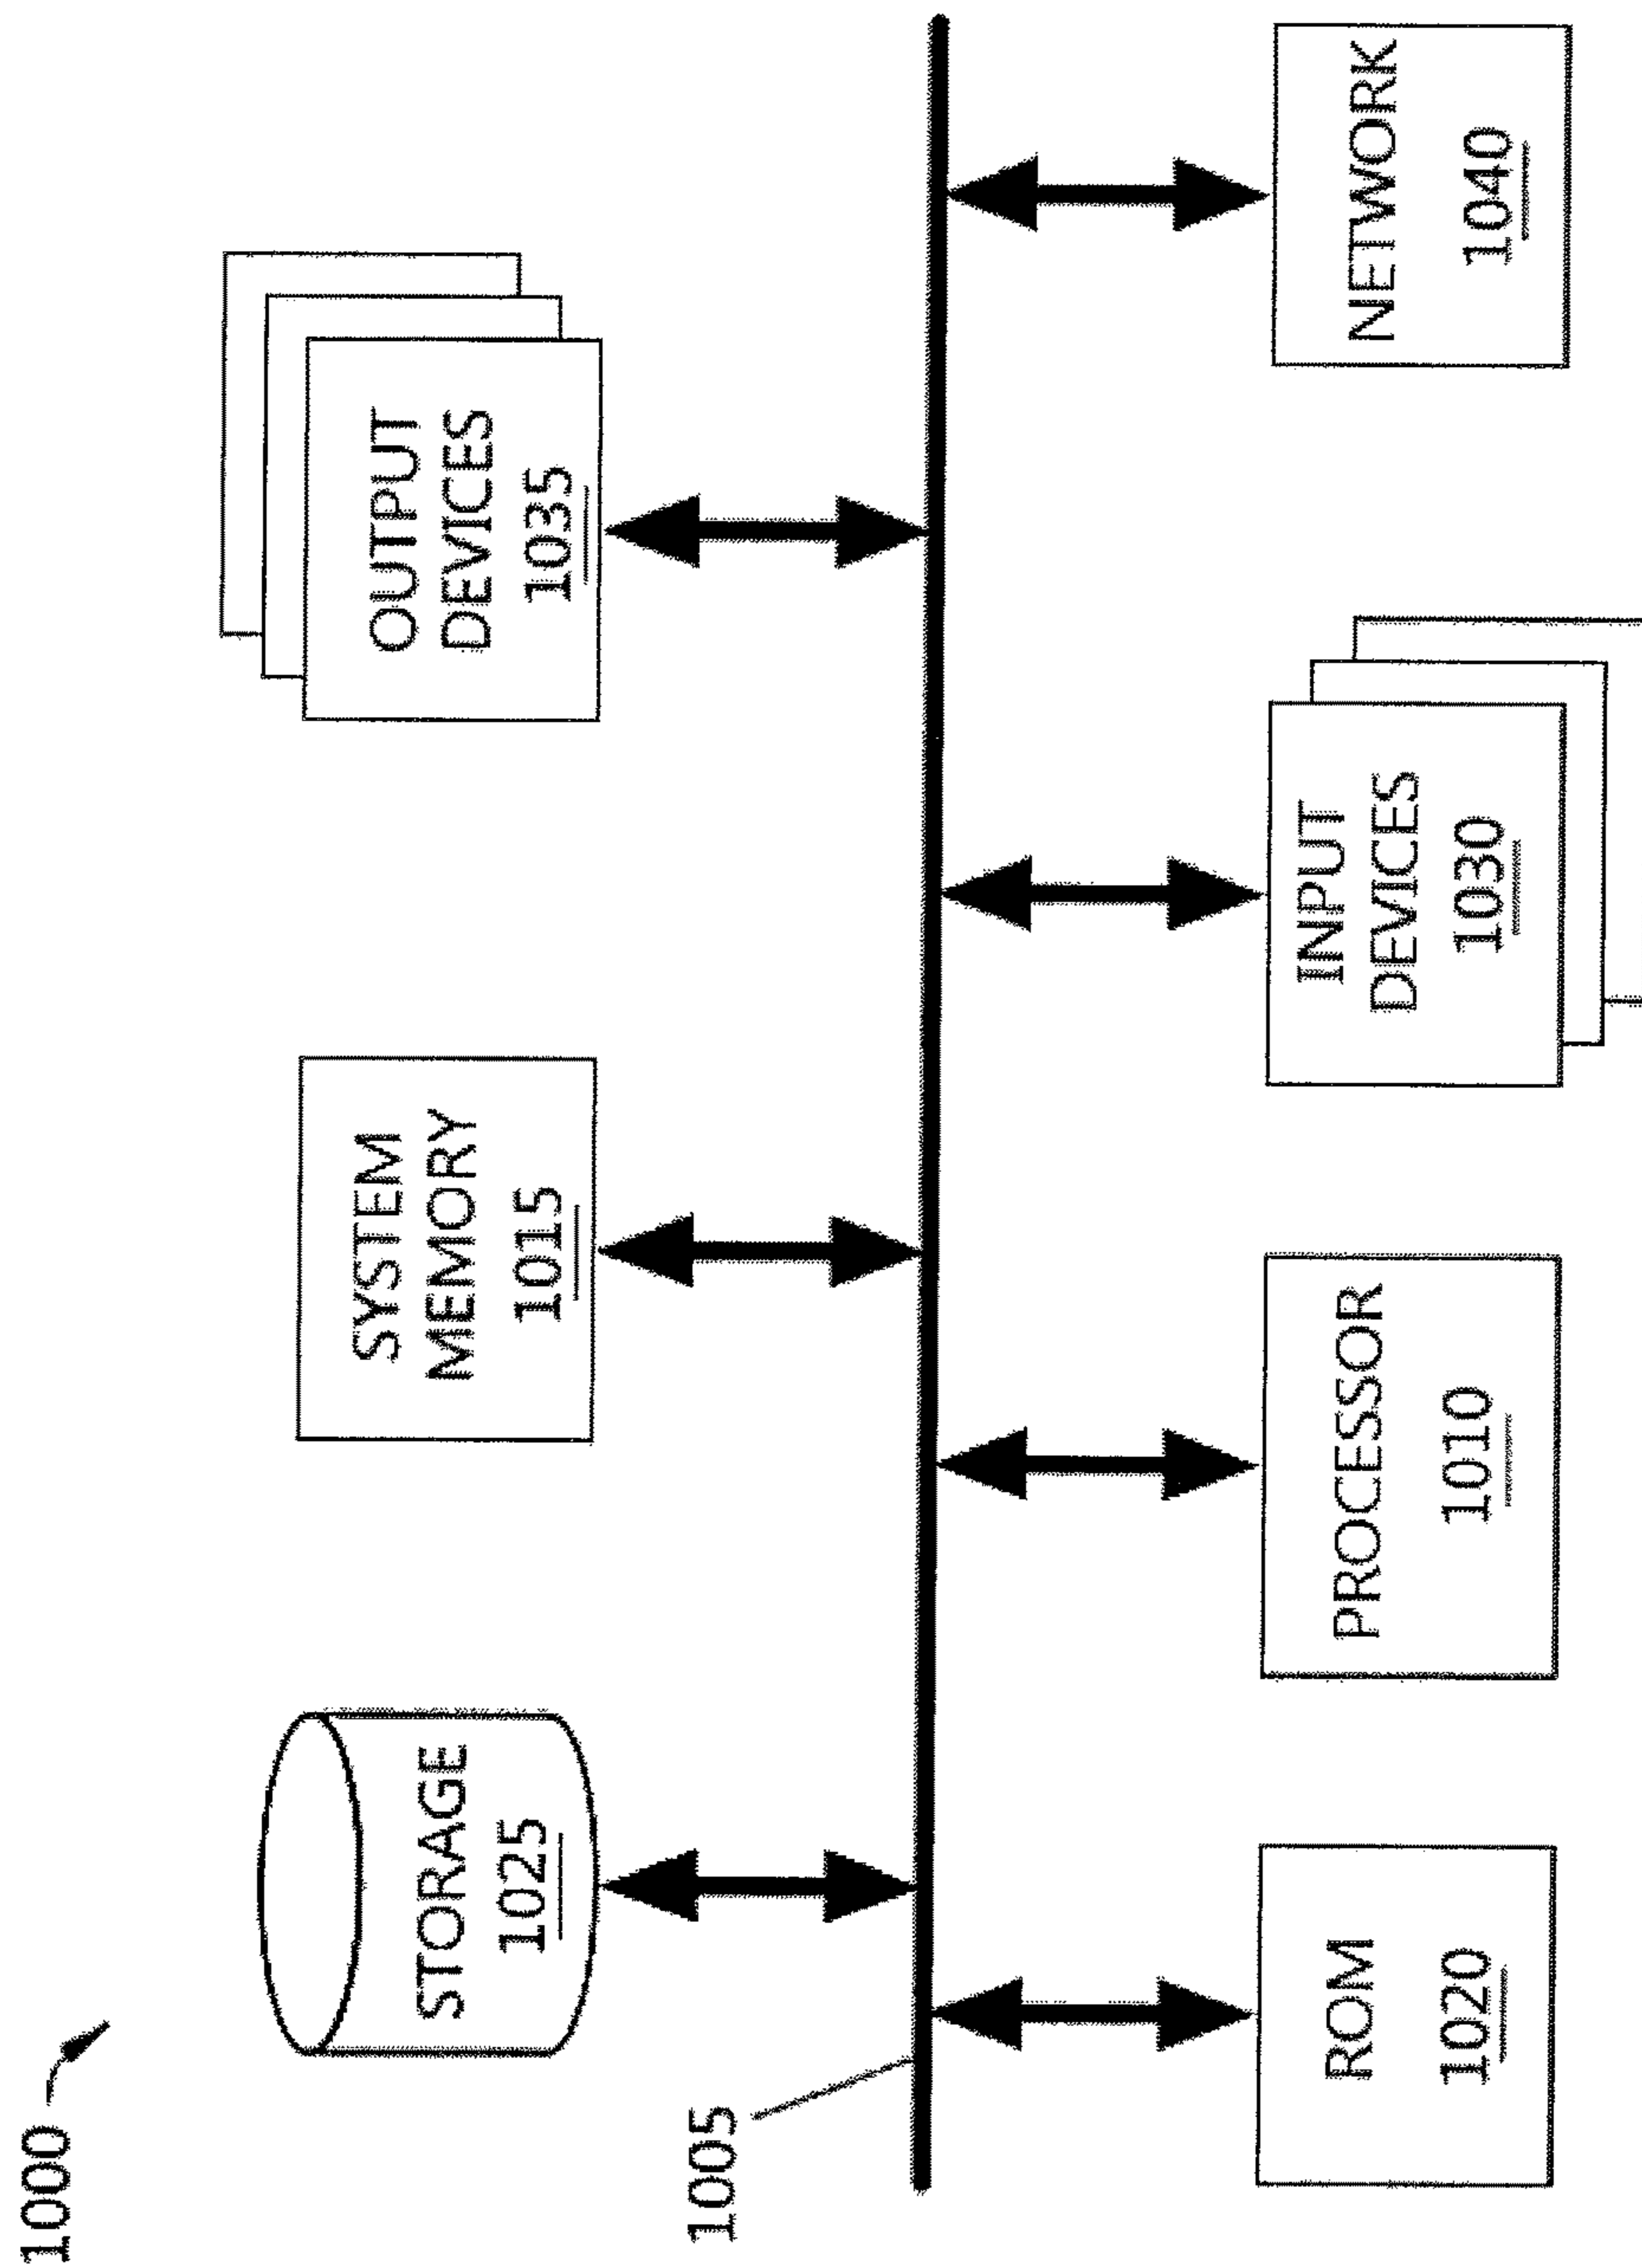 1000
STORAGE
1025
SYSTEM
MEMORY
1015
OUTPUT
DEVICES
1035
1005
ROM
1020
PROCESSOR
1010
INPUT
DEVICES
1030
NETWORK
1040